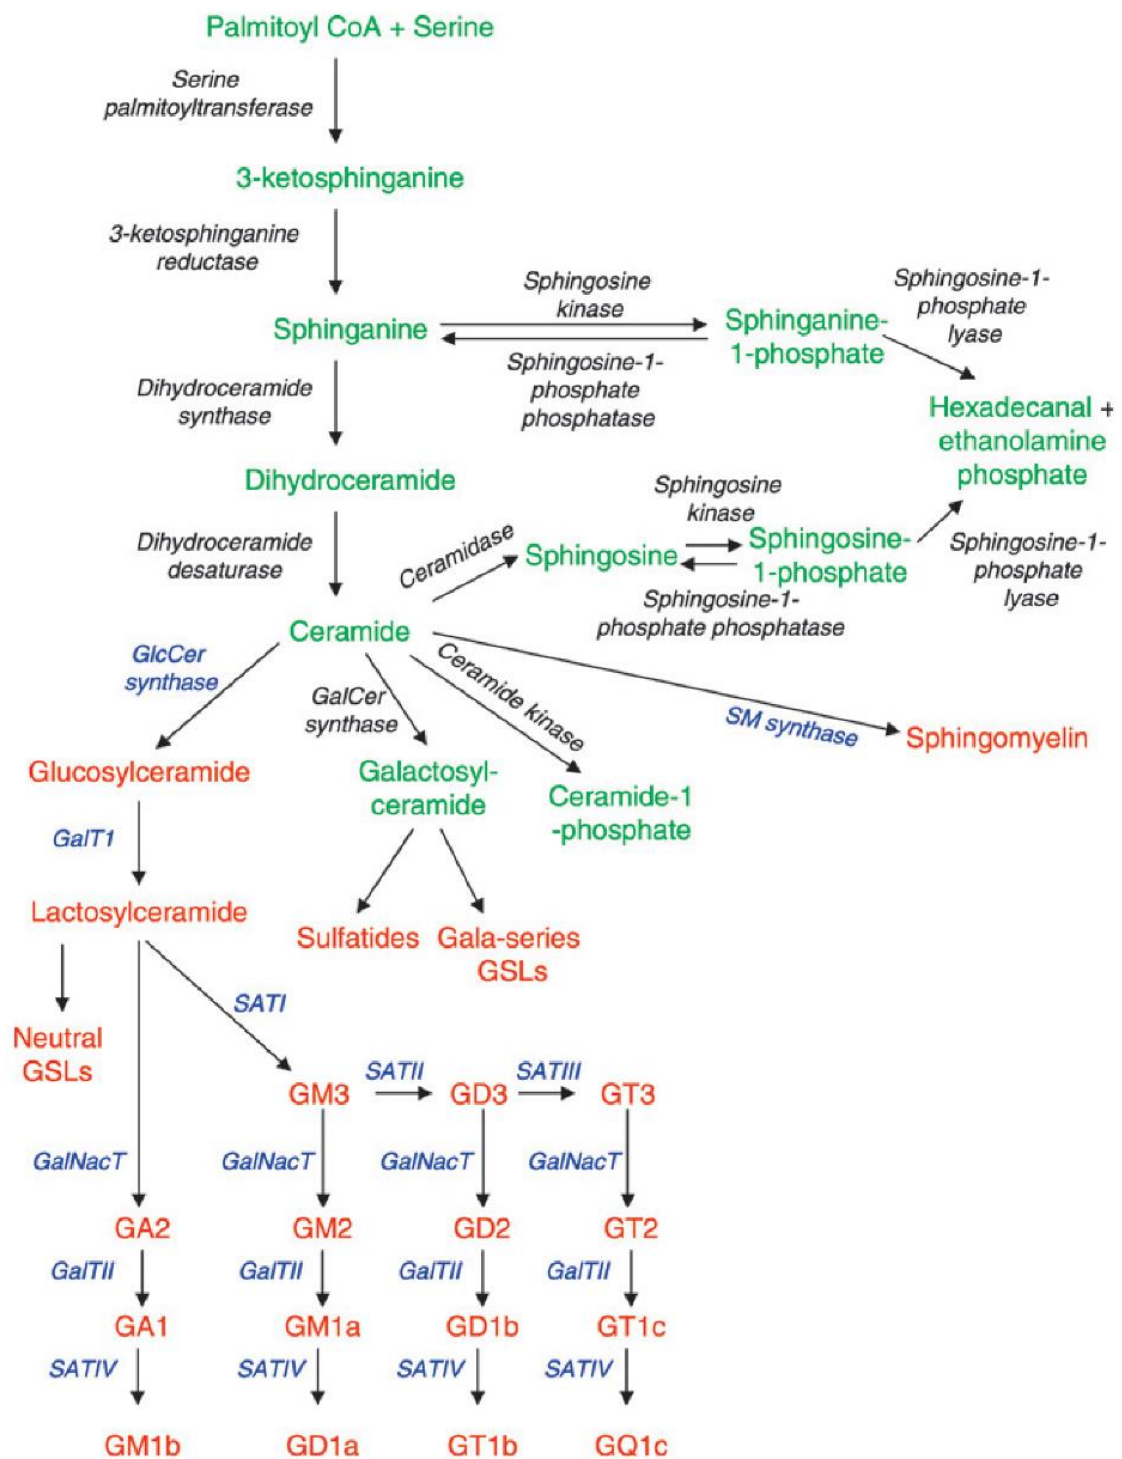 Palmitoyl CoA + Serine
Serine
palmitoyltransferase
3-ketosphinganine
3-ketosphinganine
reductase
Sphinganine
Sphingosine
kinase
Sphingosine-1-
phosphate
phosphatase
Sphinganine-
1-phosphate
Sphingosine-1-
phosphate
lyase
Hexadecanal +
ethanolamine
phosphate
Dihydroceramide
synthase
Dihydroceramide
Dihydroceramide
desaturase
Ceramidase
Sphingosine
Sphingosine
kinase
Sphingosine-1-
phosphate phosphatase
Sphingosine-
1-phosphate
Sphingosine-1-
phosphate
lyase
Ceramide
GlcCer
synthase
GalCer
synthase
Ceramide kinase
SM synthase
Sphingomyelin
Glucosylceramide
Galactosyl-
ceramide
Ceramide-1
-phosphate
GalT1
Lactosylceramide
Sulfatides
Gala-series
GSLs
SATI
Neutral
GSLs
GM3
SATII
GD3
SATIII
GT3
GalNacT
GalNacT
GalNacT
GalNacT
GA2
GM2
GD2
GT2
GalTII
GalTII
GalTII
GalTII
GA1
GM1a
GD1b
GT1c
SATIV
SATIV
SATIV
SATIV
GM1b
GD1a
GT1b
GQ1c